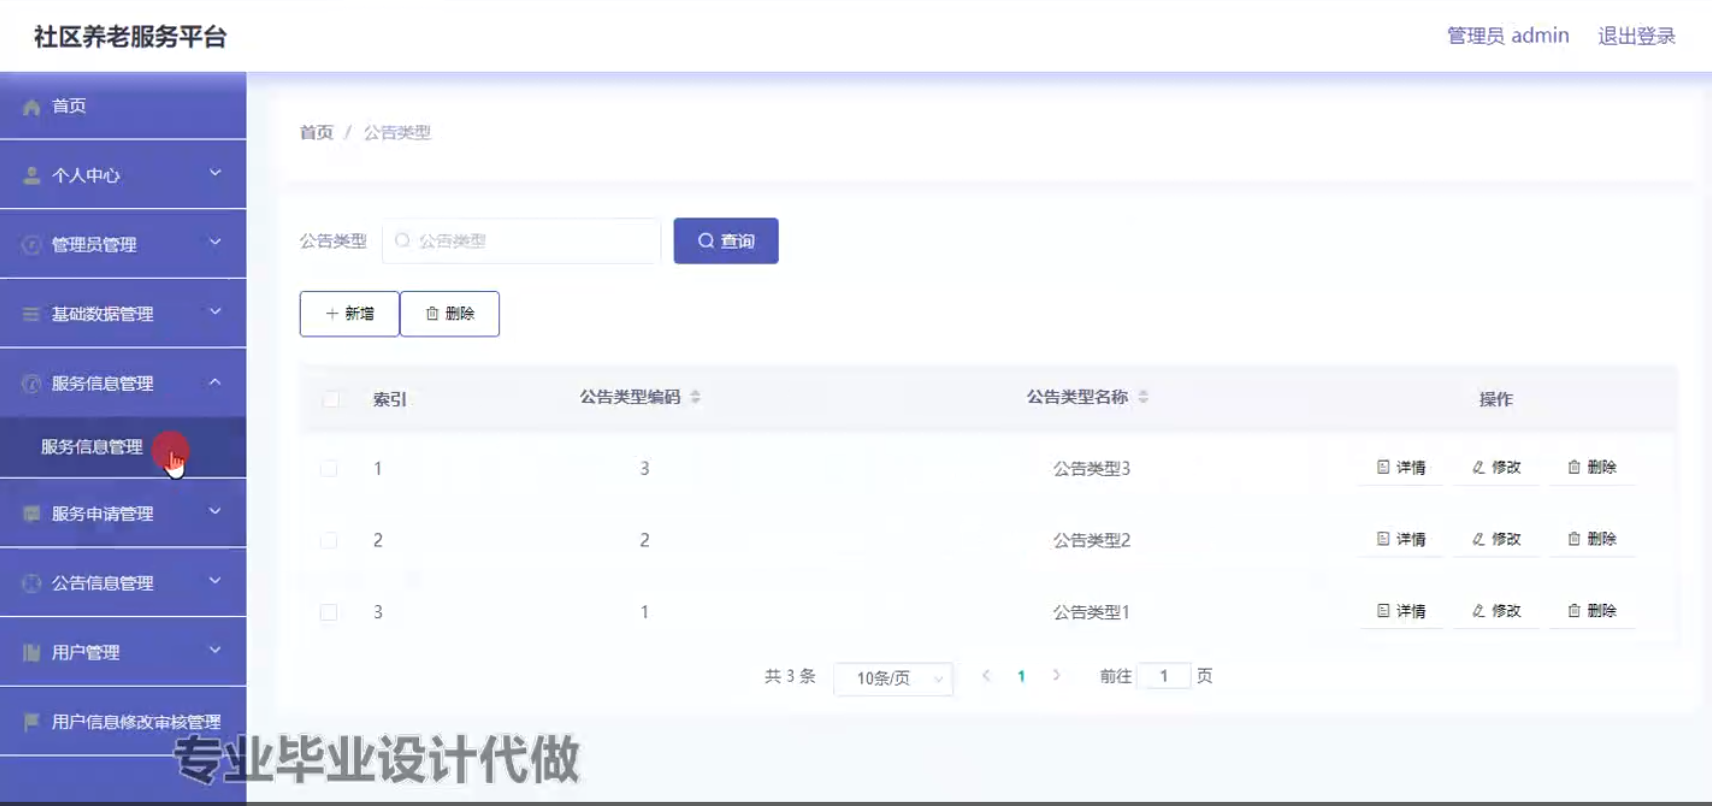 社区养老服务平台
管理员 admin 退出登录
首页
个人中心
管理员管理
基础数据管理
服务信息管理
服务信息管理
服务申请管理
公告信息管理
用户管理
用户信息修改审核管理
首页 / 公告类型
公告类型 公告类型 查询
+ 新增 删除
索引 公告类型编码 公告类型名称 操作
1 3 公告类型3 详情 修改 删除
2 2 公告类型2 详情 修改 删除
3 1 公告类型1 详情 修改 删除
共 3 条 10条/页 < 1 > 前往 1 页
专业毕业设计代做